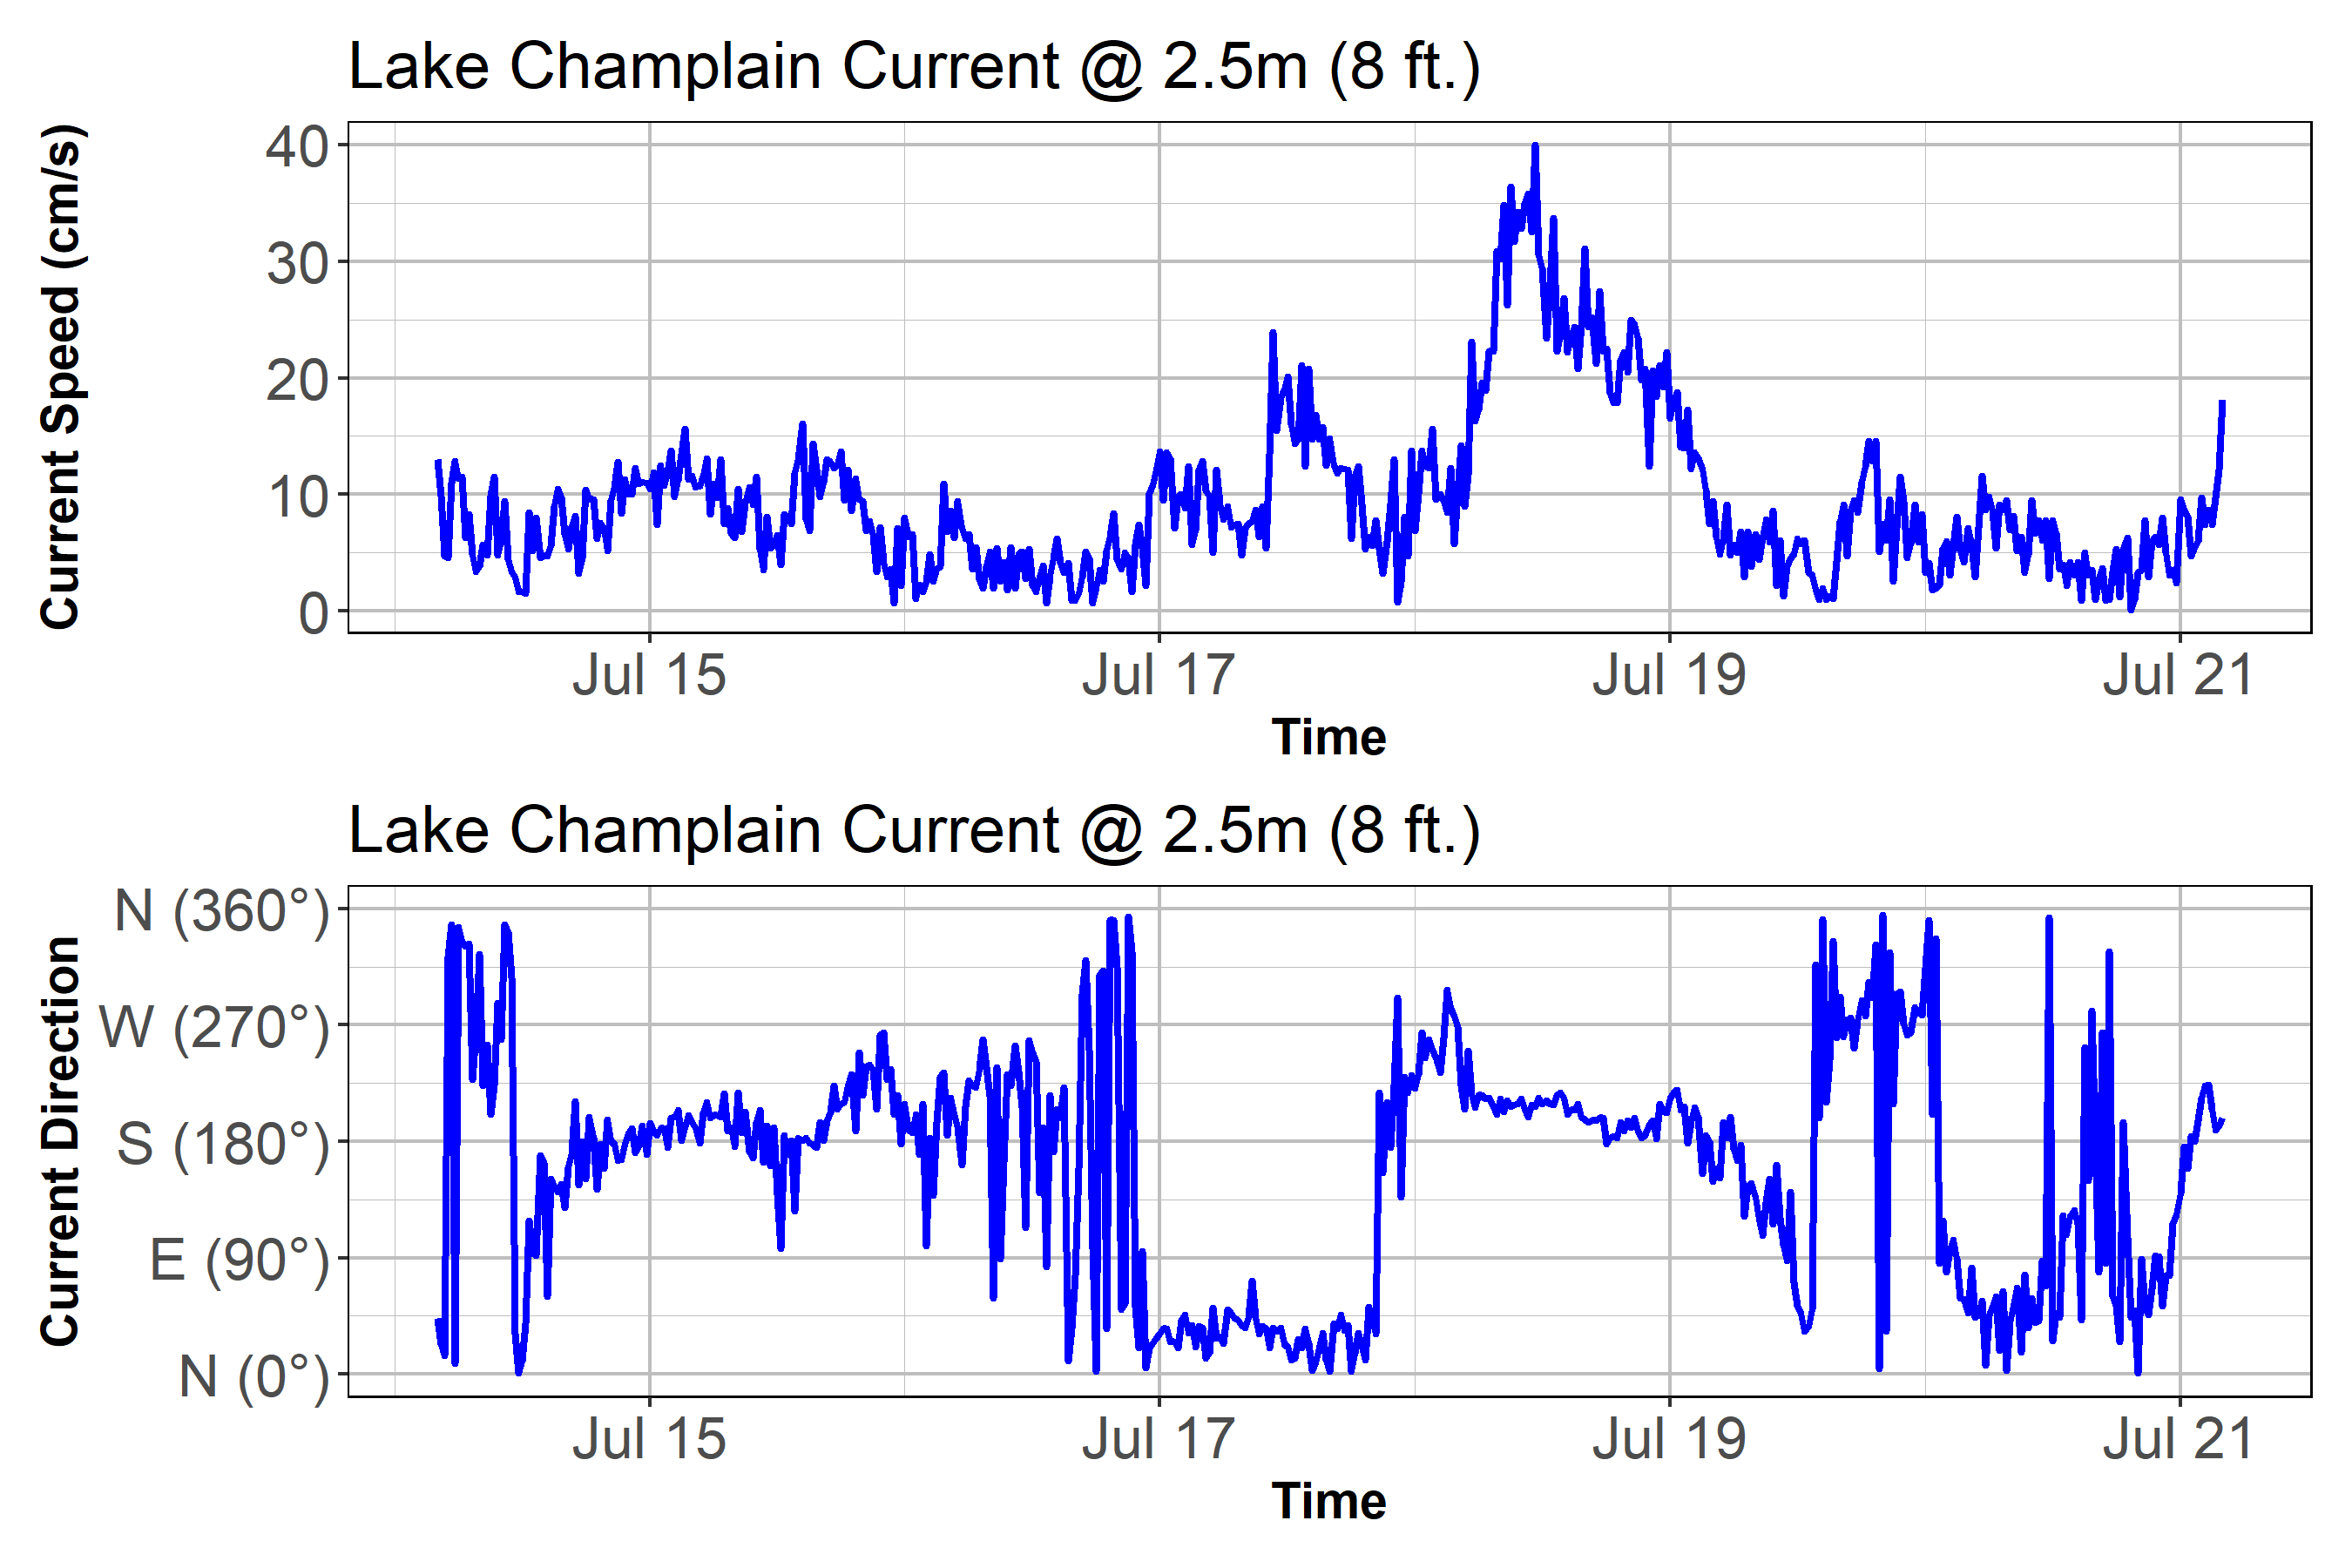 Lake Champlain Current @ 2.5m (8 ft.)
Current Speed (cm/s)
40
30
20
10
0
Jul 15 Jul 17 Jul 19 Jul 21
Time
Lake Champlain Current @ 2.5m (8 ft.)
Current Direction
N (360°)
W (270°)
S (180°)
E (90°)
N (0°)
Jul 15 Jul 17 Jul 19 Jul 21
Time